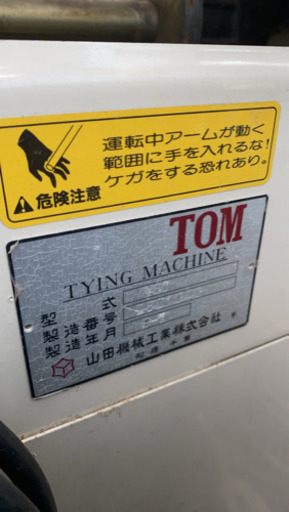 運転中アームが動く
範囲に手を入れるな!
ケガをする恐れあり。
危険注意
TOM
TYING MACHINE
型式
製造番号
製造年月
山田機械工業株式会社